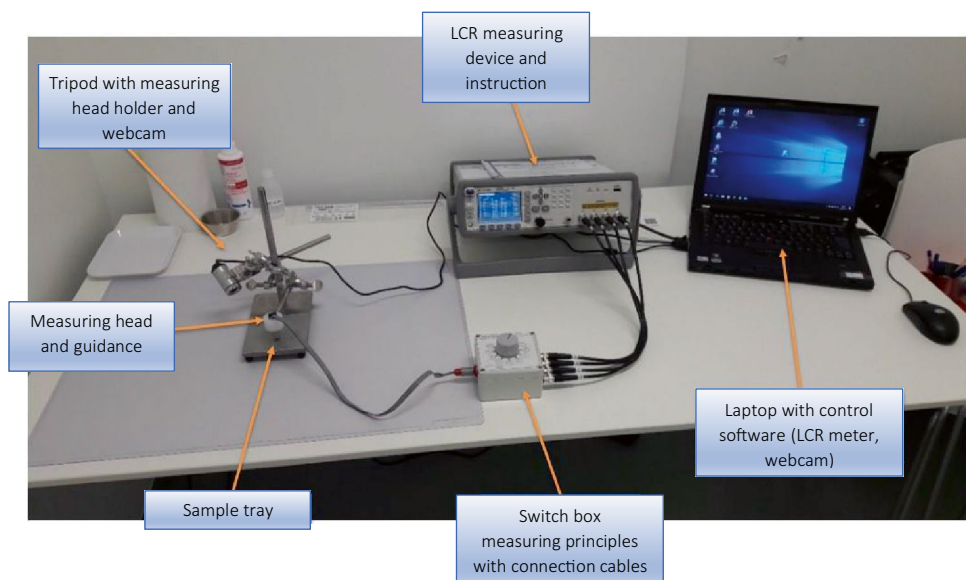 LCR measuring
device and
instruction
Tripod with measuring
head holder and
webcam
Measuring head
and guidance
Sample tray
Switch box
measuring principles
with connection cables
Laptop with control
software (LCR meter,
webcam)